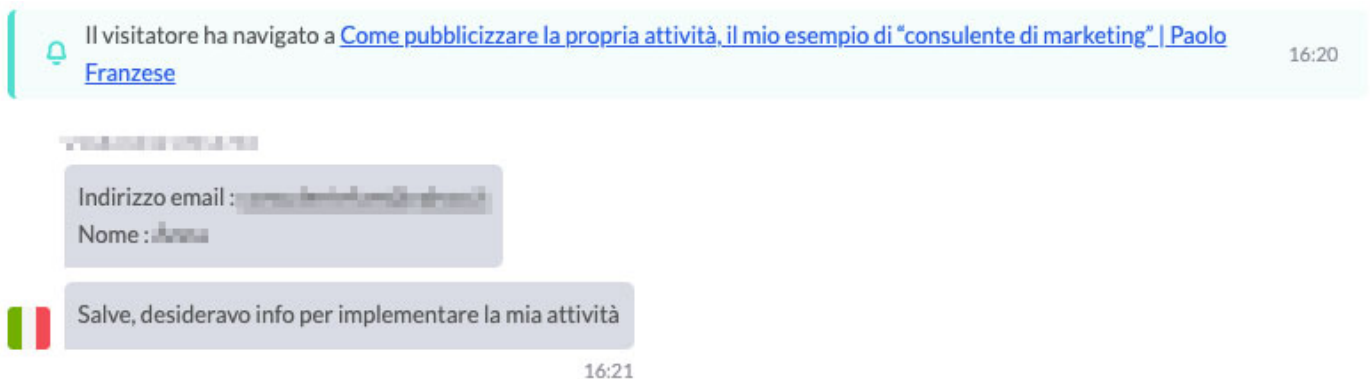 Il visitatore ha navigato a Come pubblicizzare la propria attività, il mio esempio di “consulente di marketing” | Paolo
Franzese
16:20
Indirizzo email :
Nome :
Salve, desideravo info per implementare la mia attività
16:21